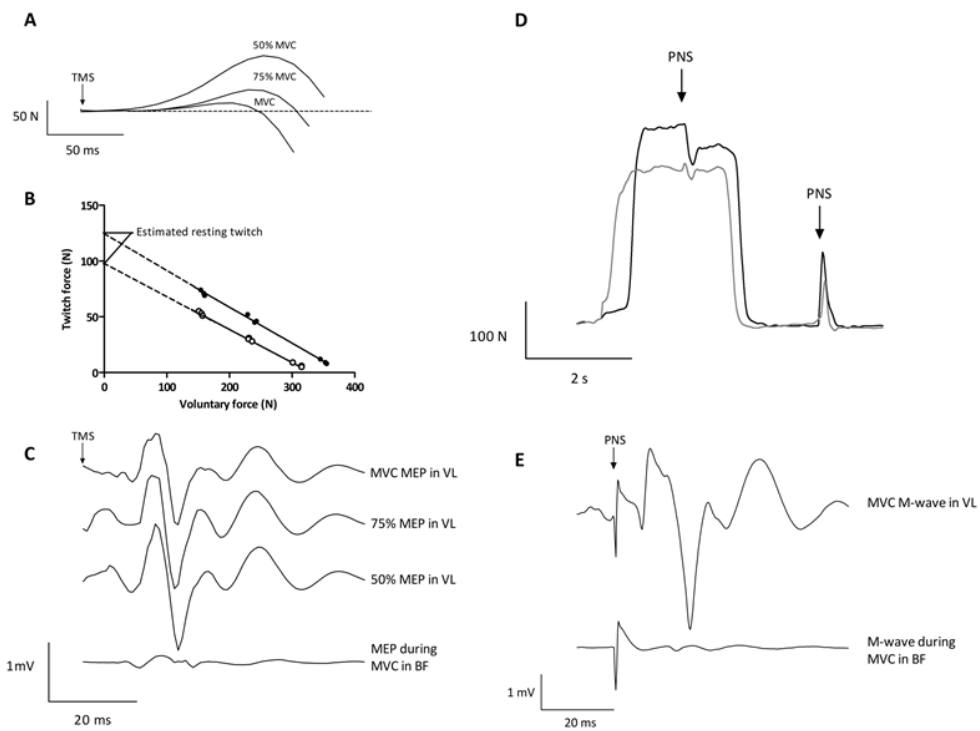 A
50% MVC
TMS
75% MVC
MVC
50 N
50 ms
B
150
100
50
0
Twitch force (N)
Estimated resting twitch
0
100
200
300
400
Voluntary force (N)
C
TMS
MVC MEP in VL
75% MEP in VL
50% MEP in VL
MEP during
MVC in BF
1mV
20 ms
D
PNS
PNS
100 N
2 s
E
PNS
MVC M-wave in VL
M-wave during
MVC in BF
1 mV
20 ms